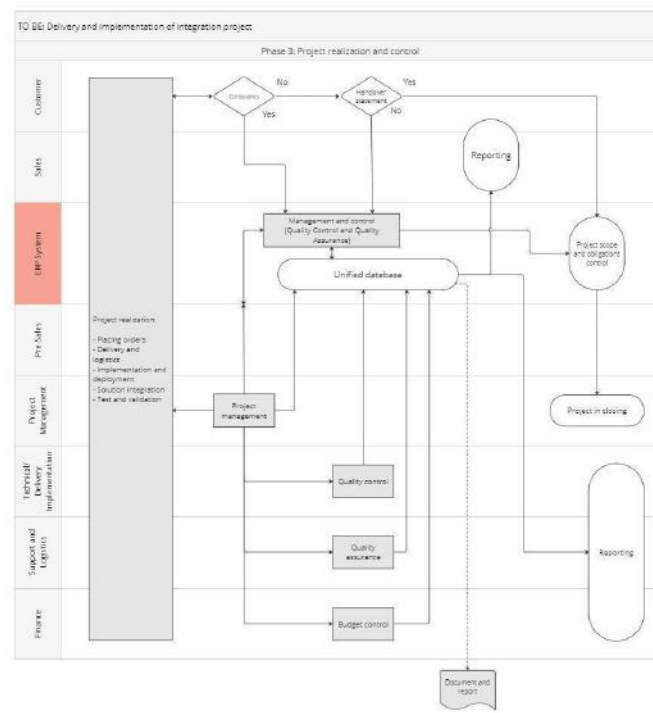 TO BE: Delivery and implementation of integration project
Phase 3: Project realization and control
Customer
No
Handover
statement
Yes
Yes
No
Sales
Reporting
ERP System
Management and control
(Quality Control and Quality
Assurance)
Project scope
and obligations
control
Unified database
Pre-Sales
Project realization:
- Placing orders
- Delivery and
logistics
- Implementation and
deployment
- Solution integration
- Test and validation
Project
Management
Project
management
Project in closing
Technical/
Delivery
Implementation
Quality control
Support and
Logistics
Quality
assurance
Reporting
Finance
Budget control
Document and
report